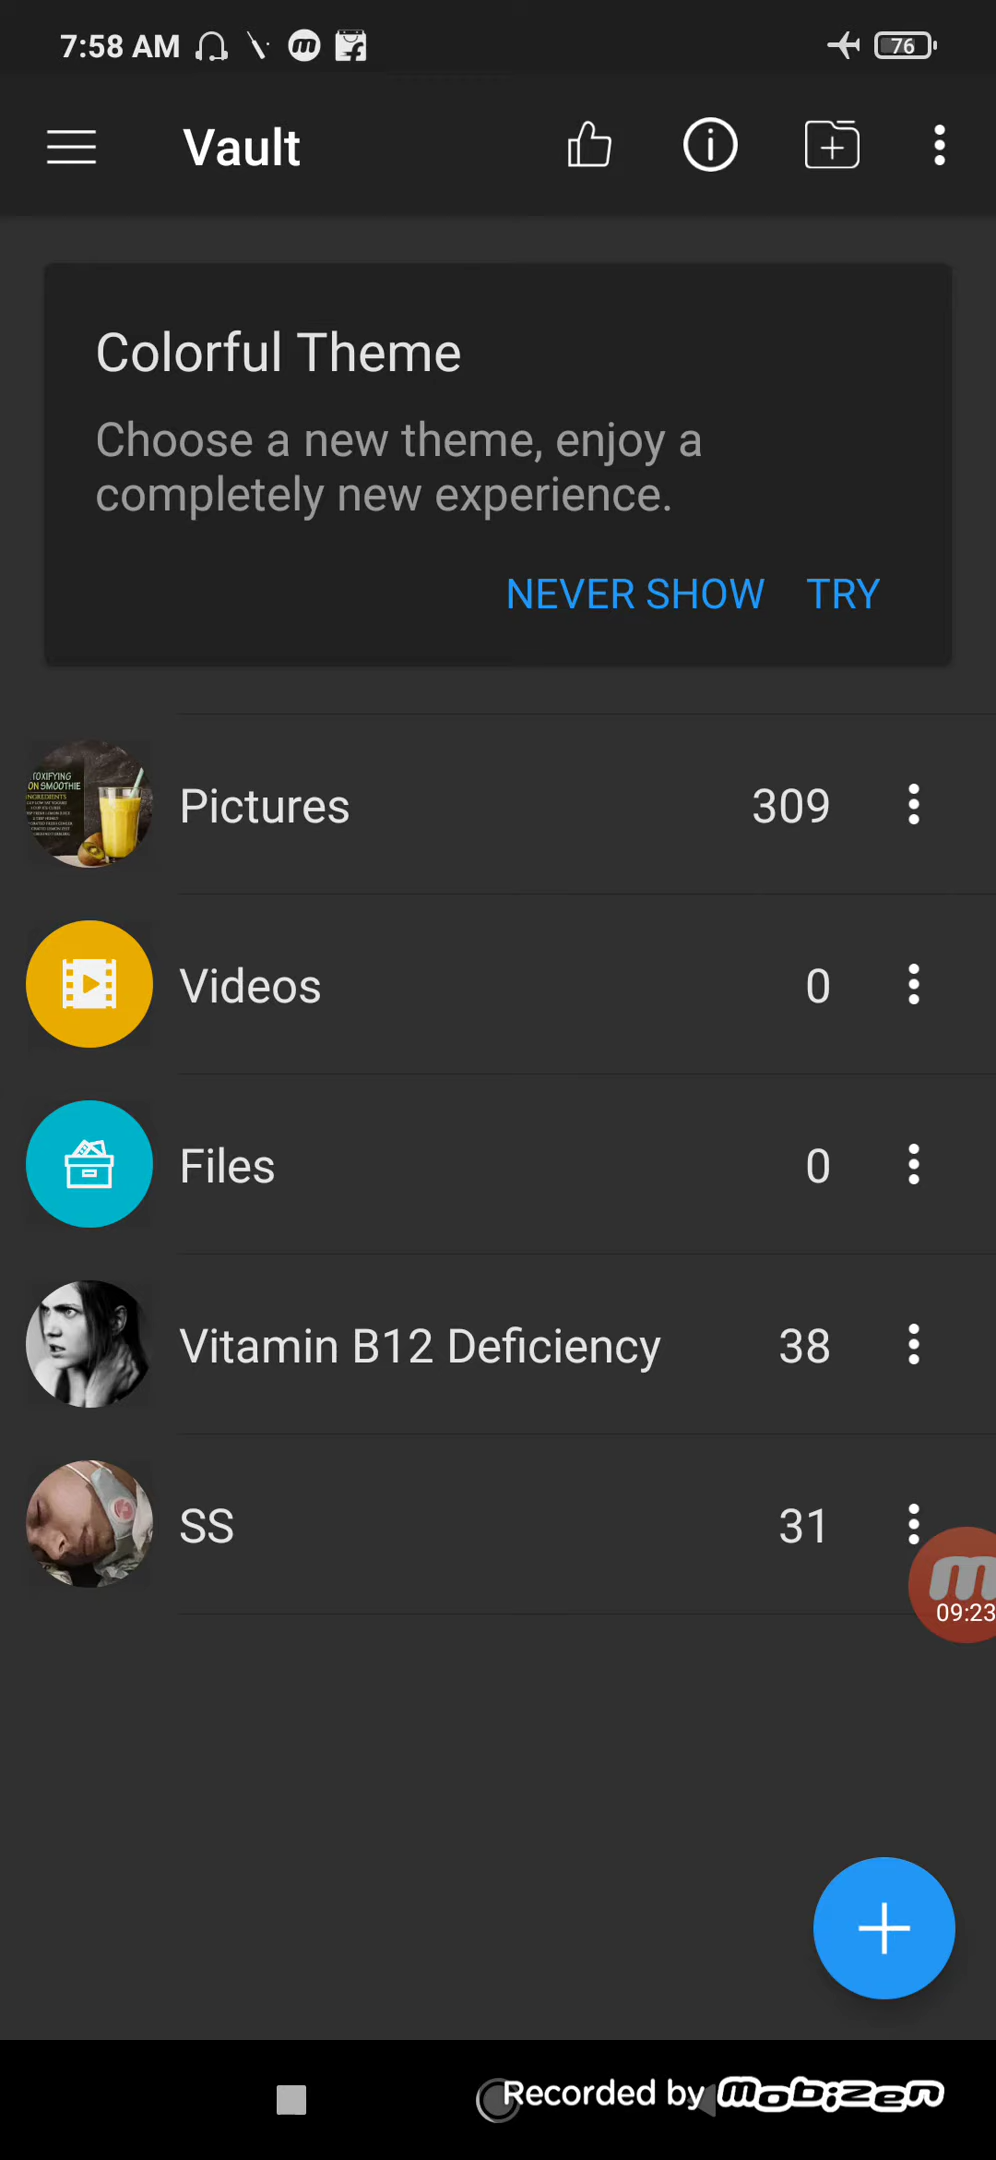 7:58 AM
76
Vault
Colorful Theme
Choose a new theme, enjoy a
completely new experience.
NEVER SHOW TRY
Pictures 309
Videos 0
Files 0
Vitamin B12 Deficiency 38
SS 31
09:23
Recorded by mobizen